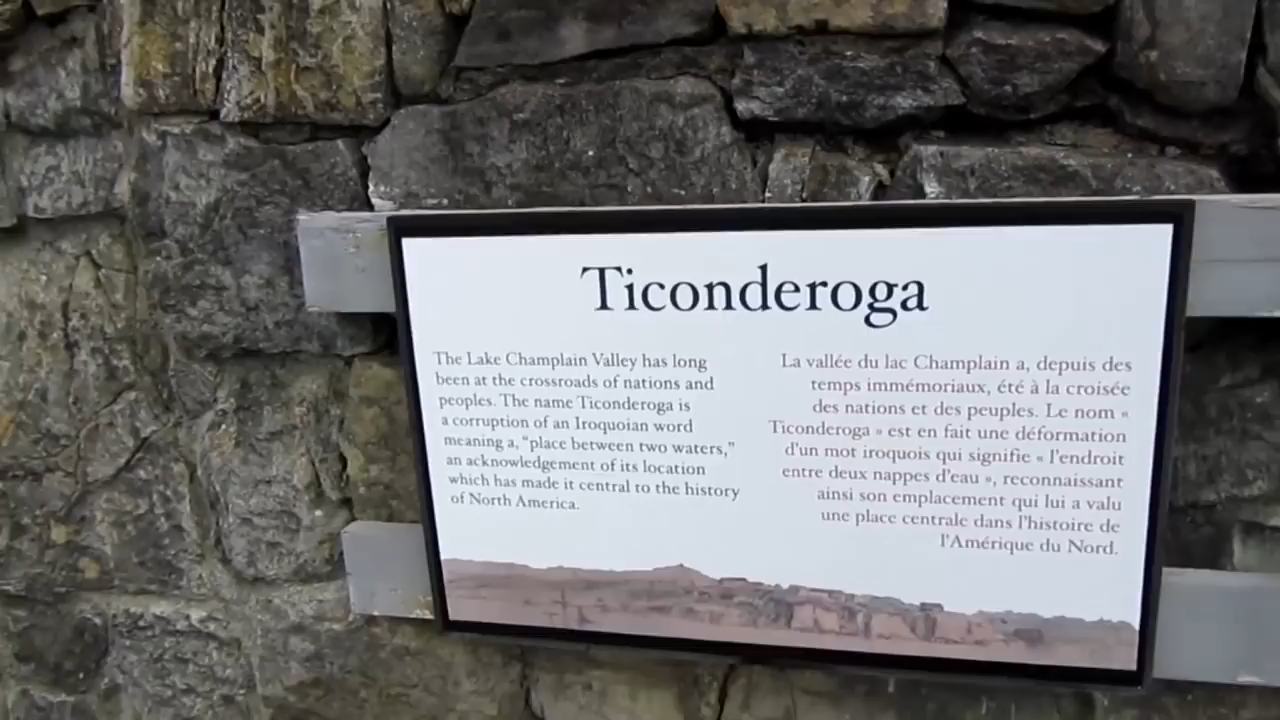 Ticonderoga
The Lake Champlain Valley has long
been at the crossroads of nations and
peoples. The name Ticonderoga is
a corruption of an Iroquoian word
meaning a, “place between two waters,”
an acknowledgement of its location
which has made it central to the history
of North America.
La vallée du lac Champlain a, depuis des
temps immémoriaux, été à la croisée
des nations et des peuples. Le nom «
Ticonderoga » est en fait une déformation
d'un mot iroquois qui signifie « l'endroit
entre deux nappes d'eau », reconnaissant
ainsi son emplacement qui lui a valu
une place centrale dans l'histoire de
l'Amérique du Nord.